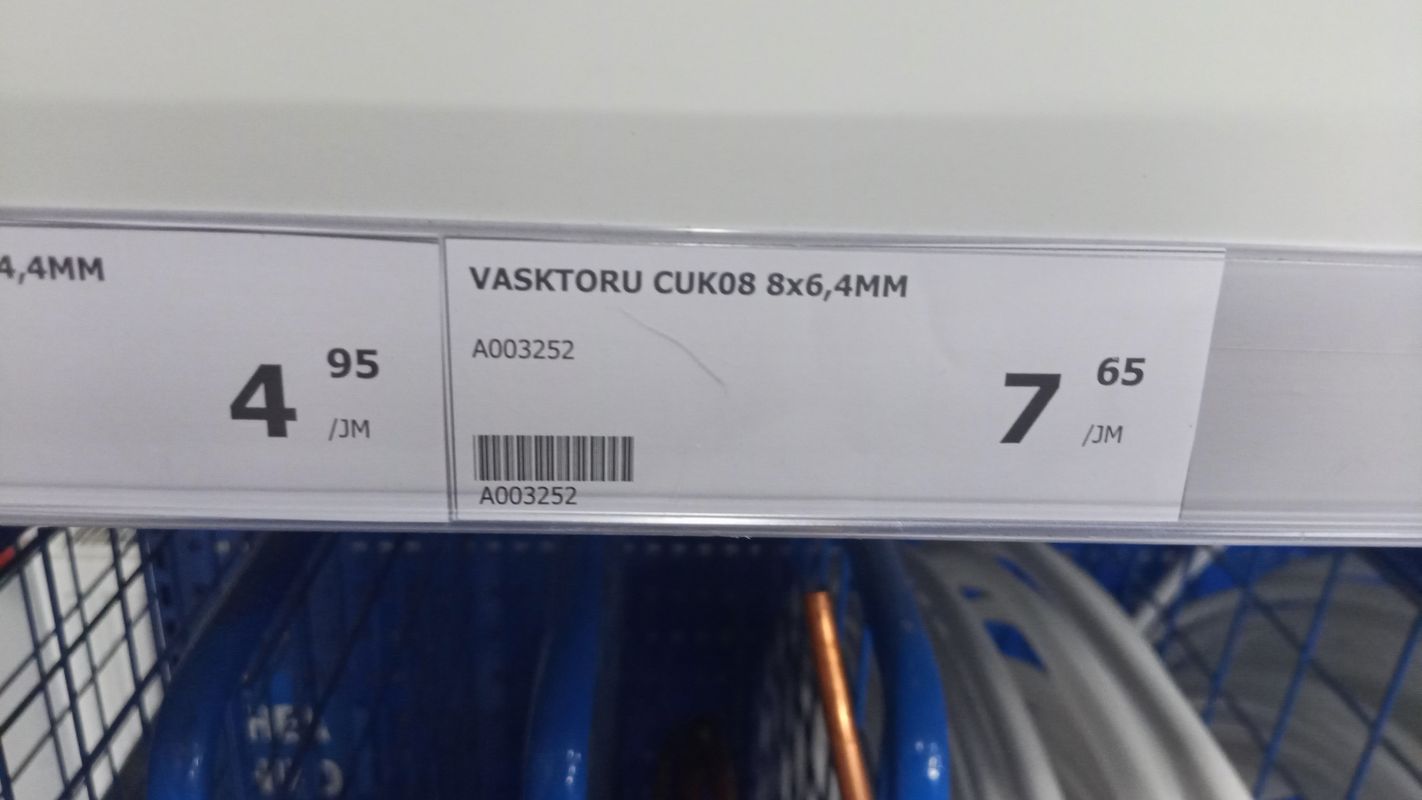 4,4MM
4 95
/JM
VASKTORU CUK08 8x6,4MM
A003252
7 65
/JM
A003252